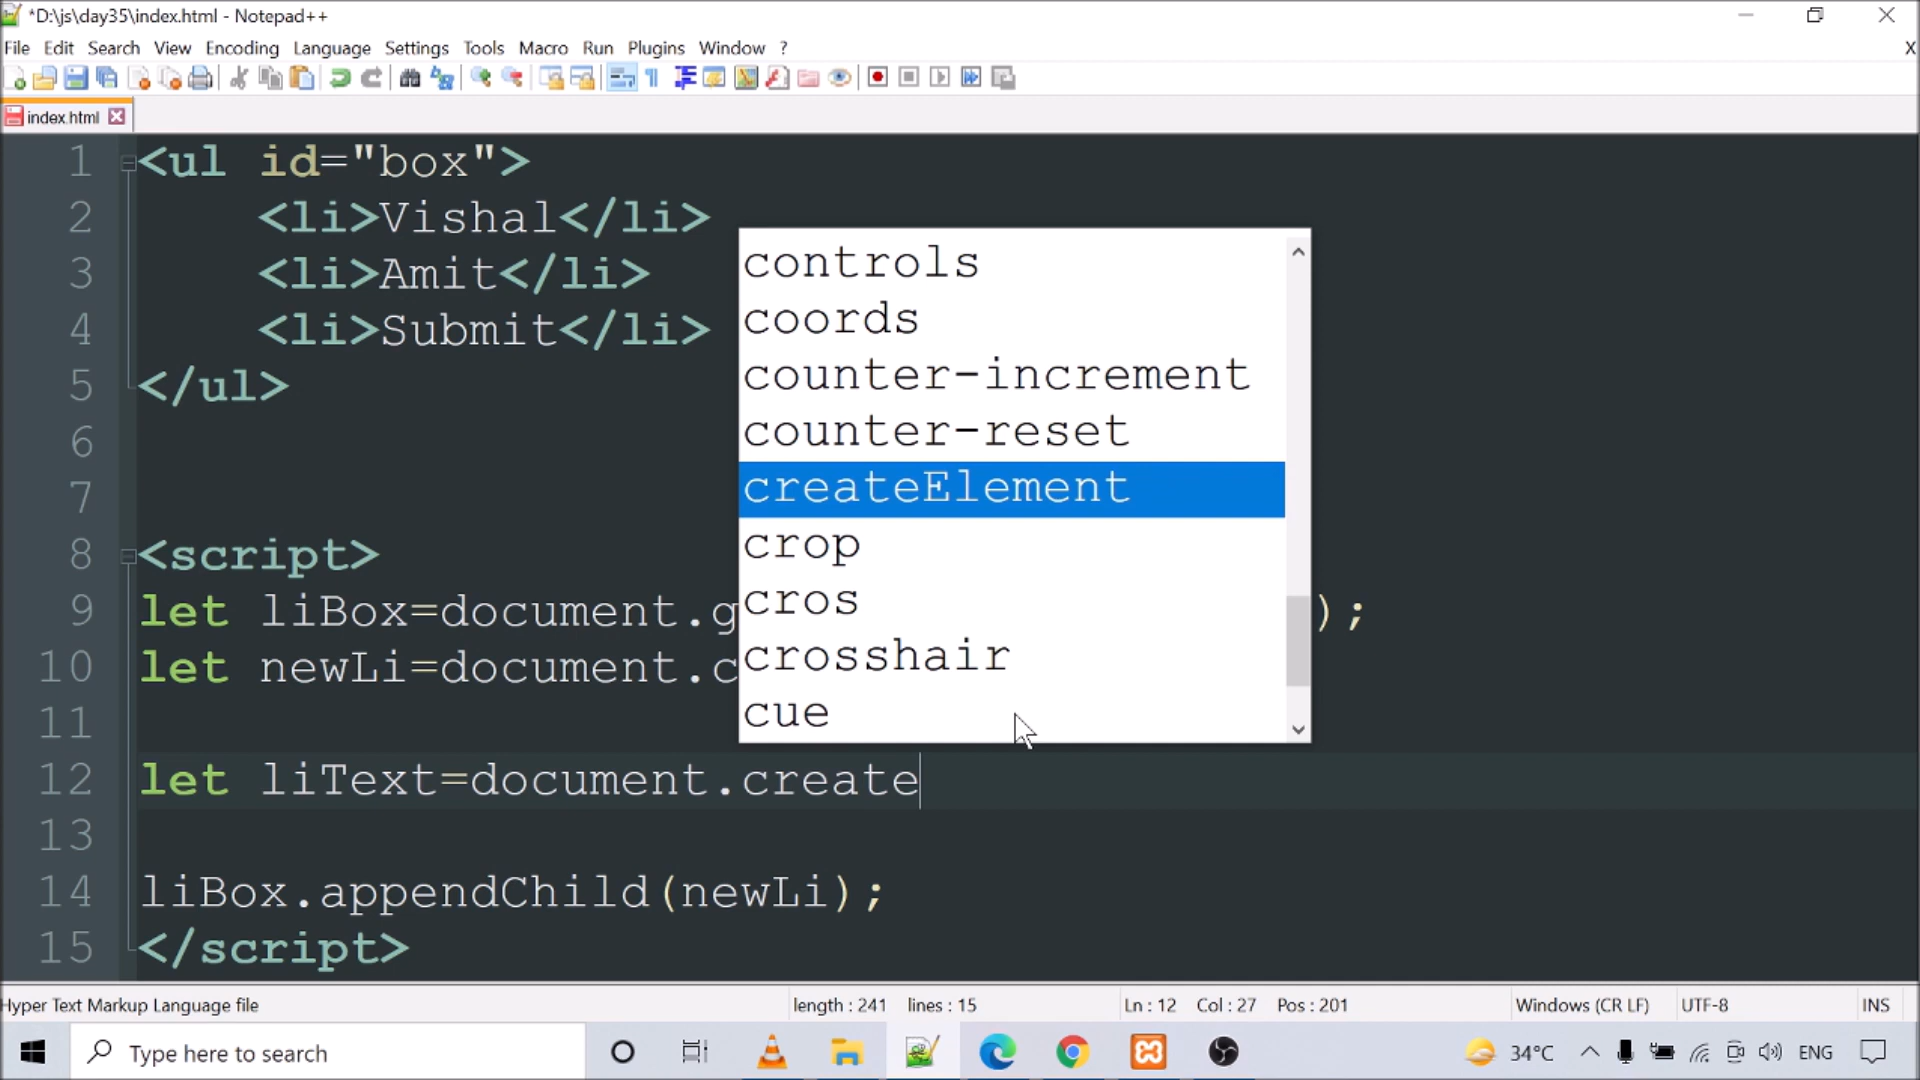 *D:\js\day35\index.html - Notepad++
File Edit Search View Encoding Language Settings Tools Macro Run Plugins Window ? X
index.html
1 <ul id="box">
2 <li>Vishal</li>
3 <li>Amit</li>
4 <li>Submit</li>
5 </ul>
6
7
8 <script>
9 let liBox=document.g );
10 let newLi=document.c
11
12 let liText=document.create
13
14 liBox.appendChild(newLi);
15 </script>
controls
coords
counter-increment
counter-reset
createElement
crop
cros
crosshair
cue
Hyper Text Markup Language file length : 241 lines : 15 Ln : 12 Col : 27 Pos : 201 Windows (CR LF) UTF-8 INS
Type here to search 34°C ENG